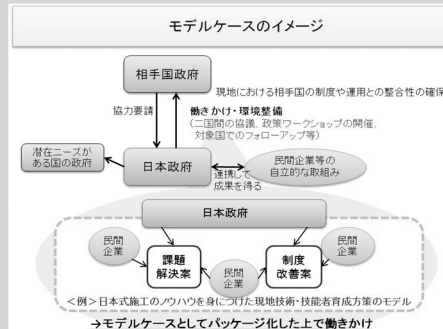 モデルケースのイメージ
相手国政府
現地における相手国の制度や運用との整合性の確保
協力要請
働きかけ・環境整備
(二国間の協議、政策ワークショップの開催、
対象国でのフォローアップ等)
潜在ニーズが
ある国の政府
日本政府
連携して
成果を得る
民間企業等の
自立的な取組み
日本政府
民間
企業
課題
解決案
民間
企業
制度
改善案
民間
企業
<例>日本式施工のノウハウを身につけた現地技術・技能者育成方策のモデル
→モデルケースとしてパッケージ化した上で働きかけ